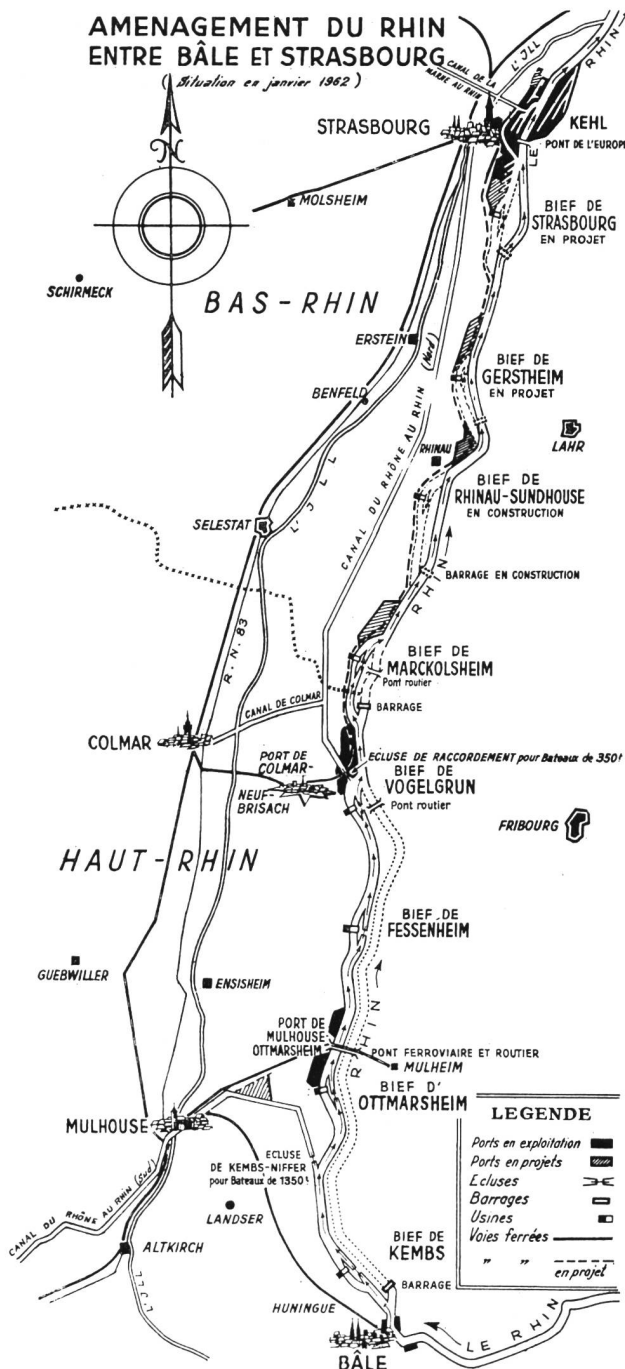 AMENAGEMENT DU RHIN
ENTRE BÂLE ET STRASBOURG
( Situation en janvier 1962 )
L'JLL
RHIN
CANAL DE LA
MARNE AU RHIN
N
STRASBOURG
KEHL
LE
PONT DE L'EUROPE
MOLSHEIM
BIEF DE
STRASBOURG
EN PROJET
SCHIRMECK
BAS-RHIN
ERSTEIN
(Nord)
BIEF DE
GERSTHEIM
EN PROJET
BENFELD
LAHR
RHINAU
CANAL DU RHÔNE AU RHIN
L'JLL
BIEF DE
RHINAU-SUNDHOUSE
EN CONSTRUCTION
SELESTAT
RHIN
BARRAGE EN CONSTRUCTION
R.N. 83
BIEF DE
MARCKOLSHEIM
Pont routier
CANAL DE COLMAR
BARRAGE
COLMAR
PORT DE
COLMAR-
NEUF-
BRISACH
ECLUSE DE RACCORDEMENT pour Bateaux de 350t
BIEF DE
VOGELGRUN
Pont routier
FRIBOURG
HAUT-RHIN
BIEF DE
FESSENHEIM
GUEBWILLER
ENSISHEIM
RHIN
PORT DE
MULHOUSE
OTTMARSHEIM
PONT FERROVIAIRE ET ROUTIER
MULHEIM
BIEF D'
OTTMARSHEIM
MULHOUSE
ECLUSE
DE KEMBS-NIFFER
pour Bateaux de 1350t
LANDSER
CANAL DU RHÔNE AU RHIN (Sud)
ALTKIRCH
L'JLL
BIEF DE
KEMBS
BARRAGE
HUNINGUE
LE RHIN
BÂLE
LEGENDE
Ports en exploitation
Ports en projets
Ecluses
Barrages
Usines
Voies ferrées
" " en projet